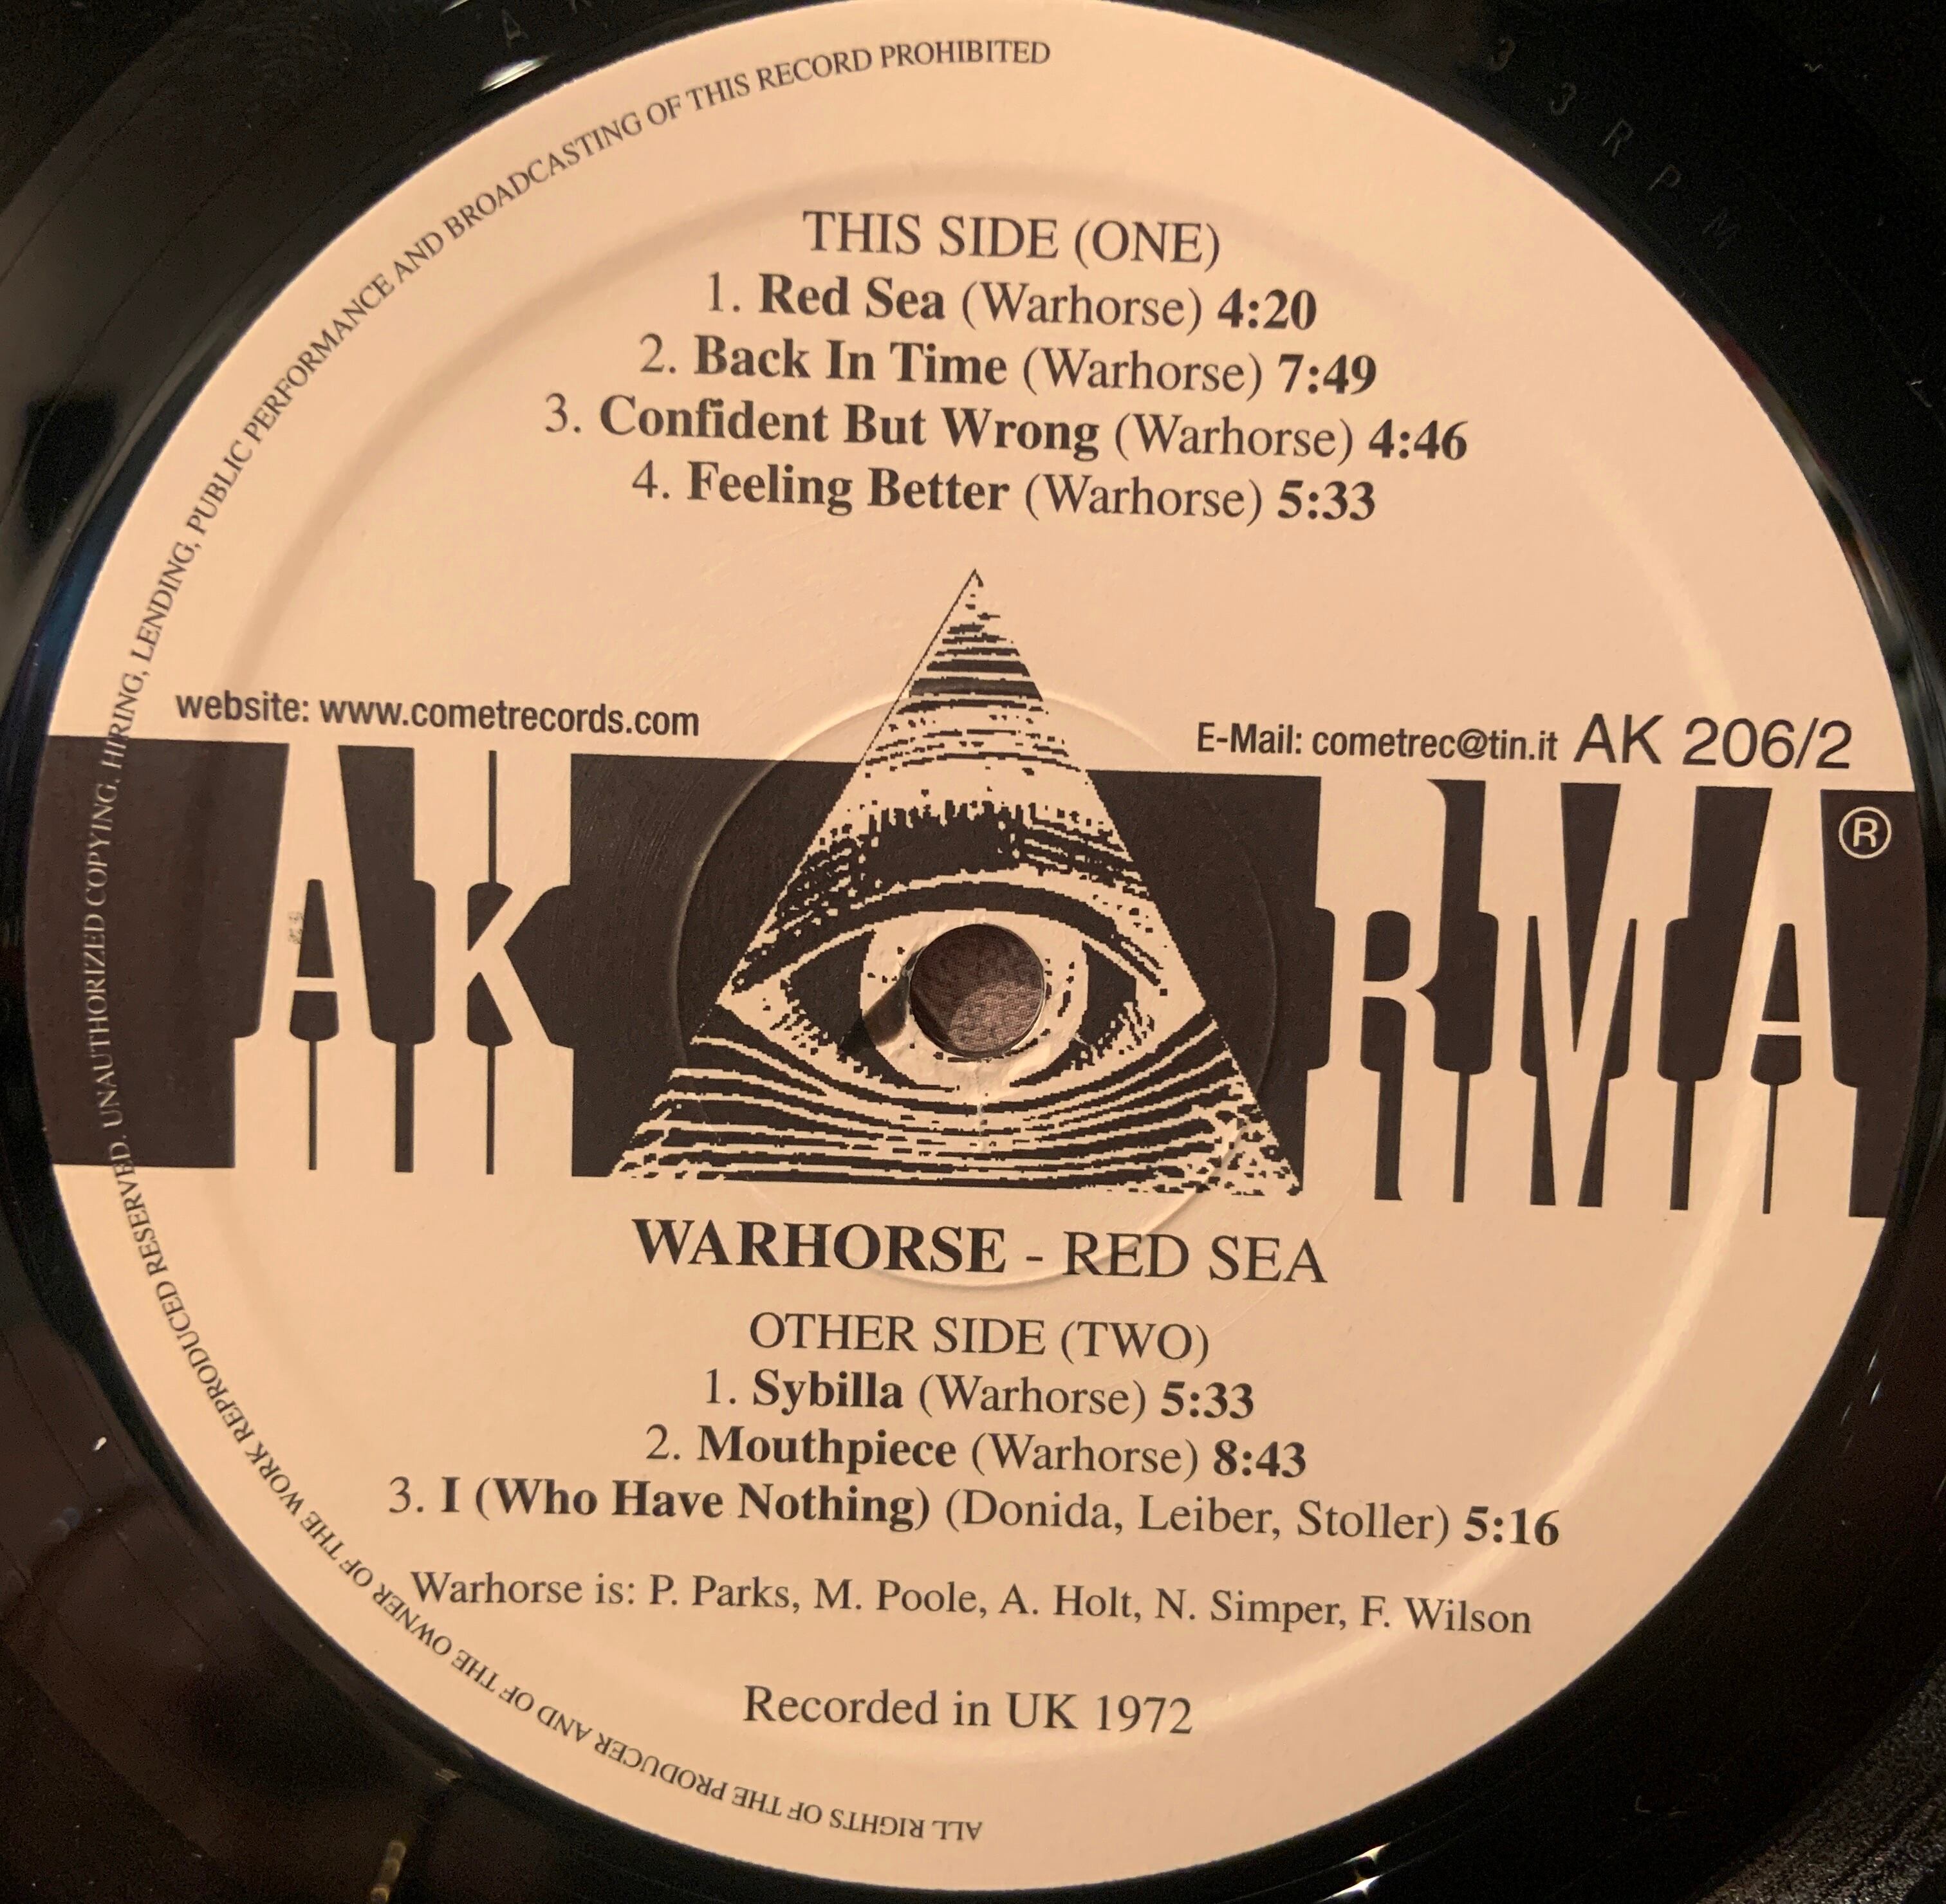 ALL RIGHTS OF THE PRODUCER AND OF THE OWNER OF THE WORK REPRODUCED RESERVED. UNAUTHORIZED COPYING, HIRING, LENDING, PUBLIC PERFORMANCE AND BROADCASTING OF THIS RECORD PROHIBITED
33RPM
THIS SIDE (ONE)
1. Red Sea (Warhorse) 4:20
2. Back In Time (Warhorse) 7:49
3. Confident But Wrong (Warhorse) 4:46
4. Feeling Better (Warhorse) 5:33
website: www.cometrecords.com
E-Mail: cometrec@tin.it AK 206/2
AKARMA®
WARHORSE - RED SEA
OTHER SIDE (TWO)
1. Sybilla (Warhorse) 5:33
2. Mouthpiece (Warhorse) 8:43
3. I (Who Have Nothing) (Donida, Leiber, Stoller) 5:16
Warhorse is: P. Parks, M. Poole, A. Holt, N. Simper, F. Wilson
Recorded in UK 1972